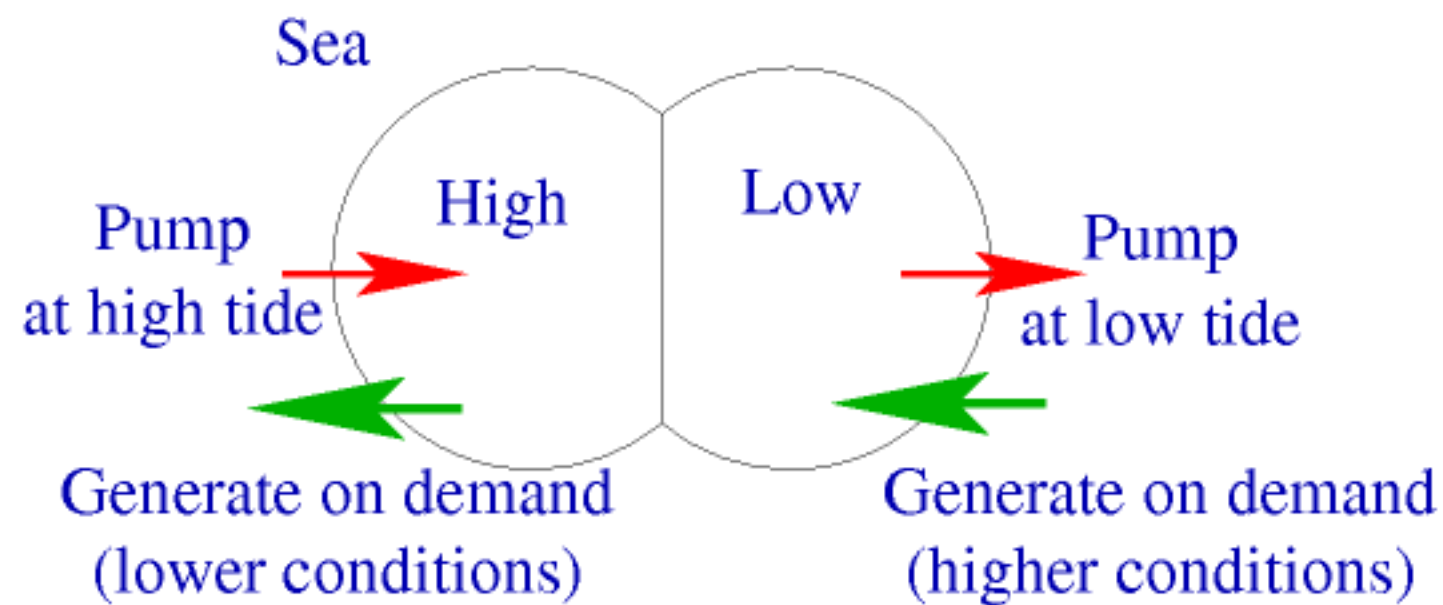 Sea
High
Low
Pump
at high tide
Pump
at low tide
Generate on demand
(lower conditions)
Generate on demand
(higher conditions)